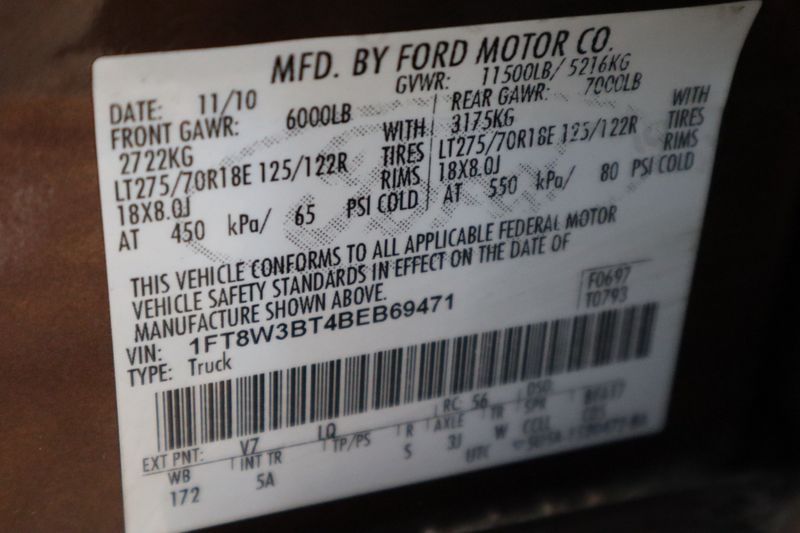 MFD. BY FORD MOTOR CO.
DATE: 11/10 GVWR: 11500LB/ 5216KG
FRONT GAWR: 6000LB REAR GAWR: 7000LB
2722KG WITH 3175KG WITH
LT275/70R18E 125/122R TIRES LT275/70R18E 125/122R TIRES
18X8.0J RIMS 18X8.0J RIMS
AT 450 kPa/ 65 PSI COLD AT 550 kPa/ 80 PSI COLD
THIS VEHICLE CONFORMS TO ALL APPLICABLE FEDERAL MOTOR
VEHICLE SAFETY STANDARDS IN EFFECT ON THE DATE OF
MANUFACTURE SHOWN ABOVE.
F0697
T0793
VIN: 1FT8W3BT4BEB69471
TYPE: Truck
RC: 56 DSO:
EXT PNT: V7 LQ
WB INT TR TP/PS R AXLE TR SPR
172 5A S 3J W
UTC